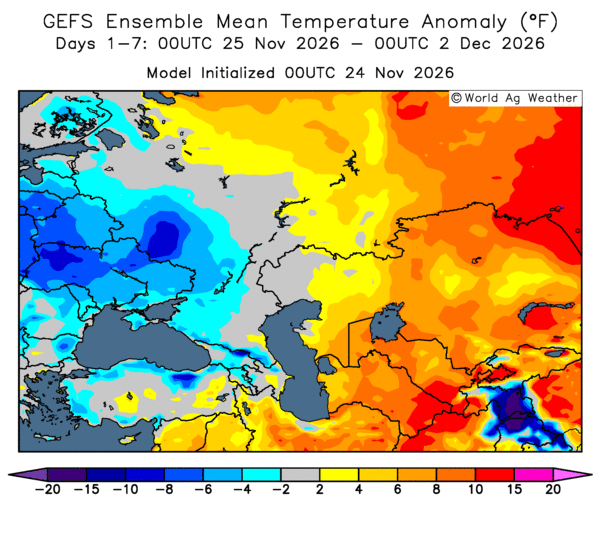 GEFS Ensemble Mean Temperature Anomaly (°F)
Days 1−7: 00UTC 25 Nov 2026 − 00UTC 2 Dec 2026
Model Initialized 00UTC 24 Nov 2026
© World Ag Weather
−20 −15 −10 −8 −6 −4 −2 2 4 6 8 10 15 20